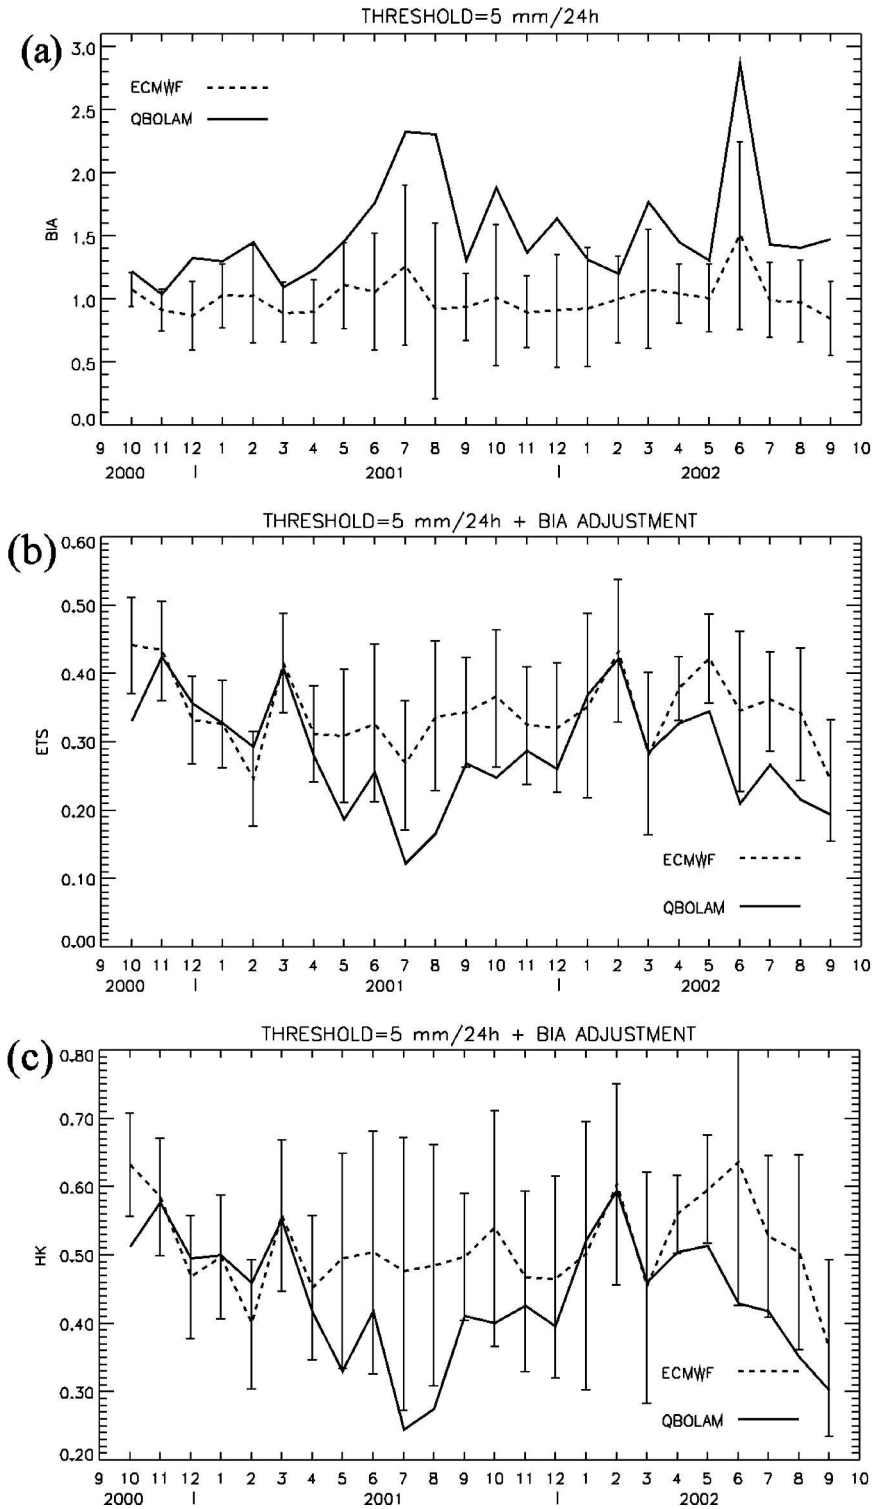 THRESHOLD=5 mm/24h
(a)
3.0
2.5
2.0
1.5
1.0
0.5
0.0
BIA
ECMWF
QBOLAM
9 10 11 12 1 2 3 4 5 6 7 8 9 10 11 12 1 2 3 4 5 6 7 8 9 10
2000 | 2001 | 2002
THRESHOLD=5 mm/24h + BIA ADJUSTMENT
(b)
0.60
0.50
0.40
0.30
0.20
0.10
0.00
ETS
ECMWF
QBOLAM
9 10 11 12 1 2 3 4 5 6 7 8 9 10 11 12 1 2 3 4 5 6 7 8 9 10
2000 | 2001 | 2002
THRESHOLD=5 mm/24h + BIA ADJUSTMENT
(c)
0.80
0.70
0.60
0.50
0.40
0.30
0.20
HK
ECMWF
QBOLAM
9 10 11 12 1 2 3 4 5 6 7 8 9 10 11 12 1 2 3 4 5 6 7 8 9 10
2000 | 2001 | 2002